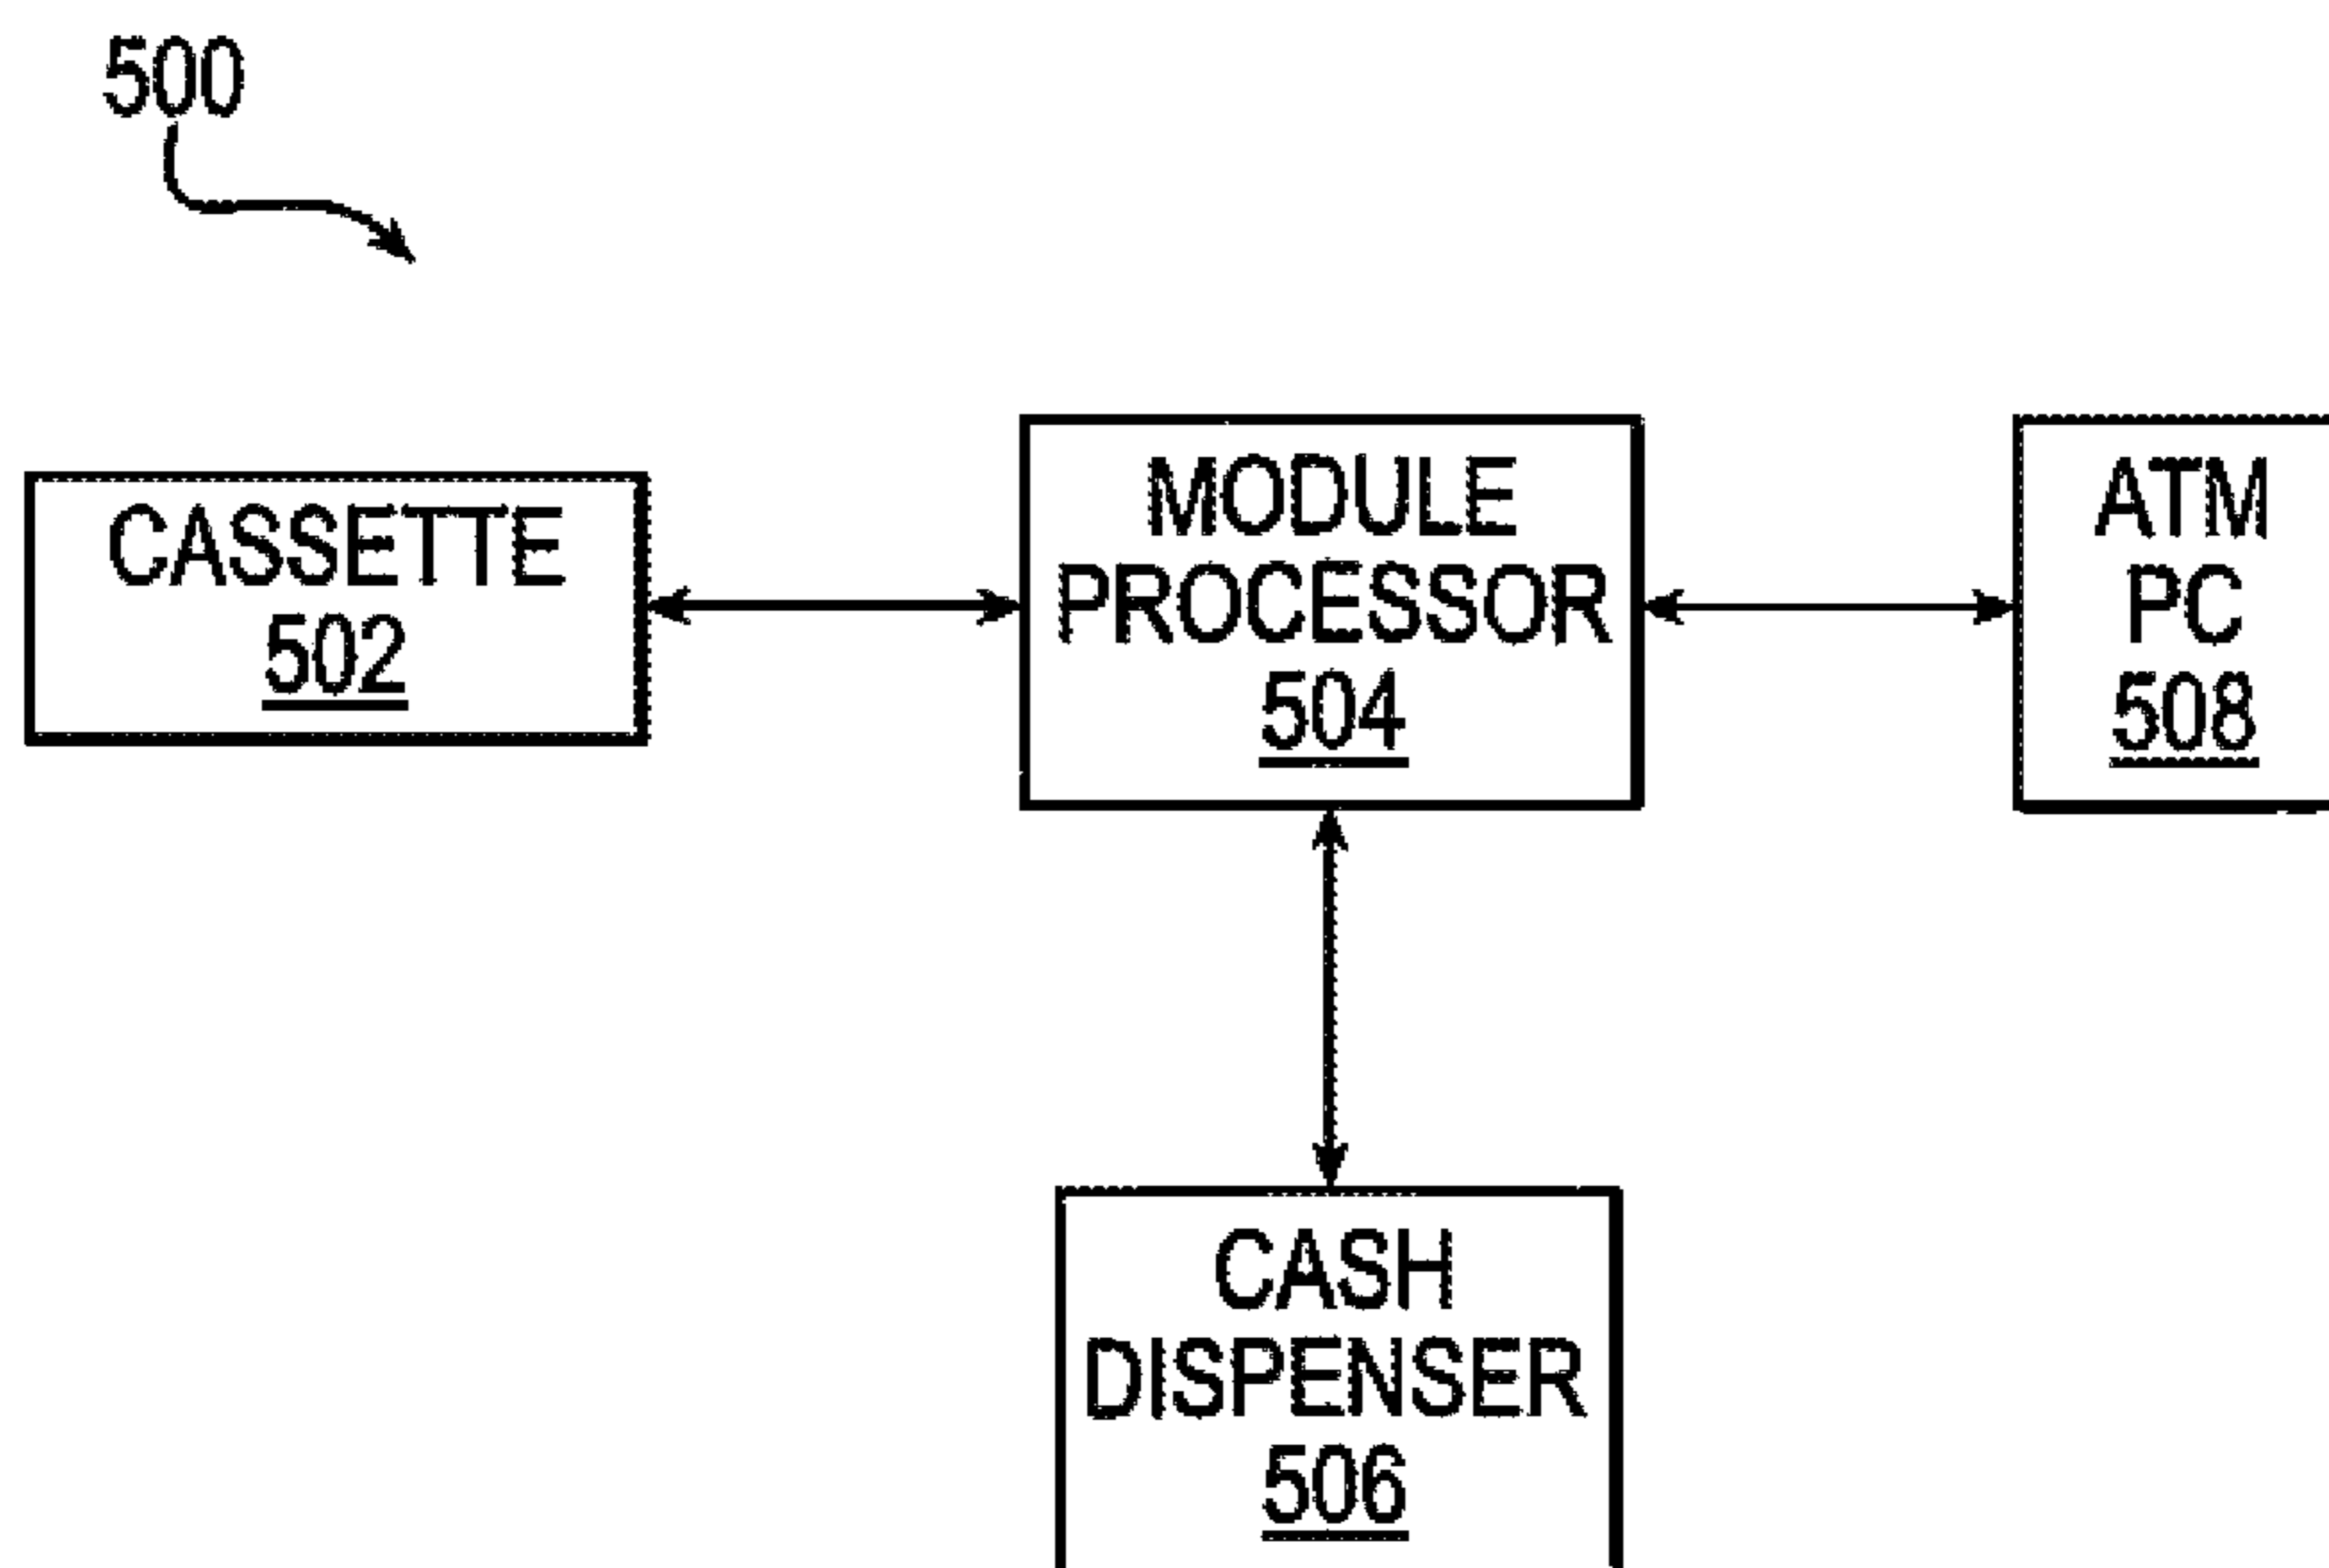 500
CASSETTE
502
MODULE
PROCESSOR
504
ATM
PC
508
CASH
DISPENSER
506